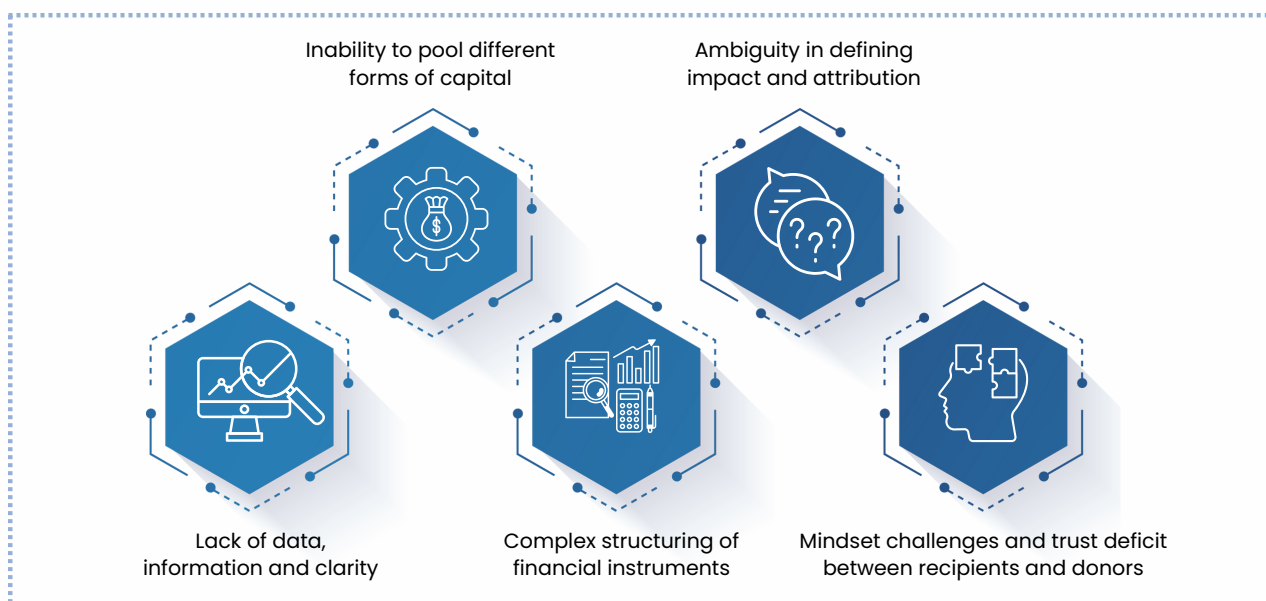 Inability to pool different
forms of capital
Ambiguity in defining
impact and attribution
$
???
Lack of data,
information and clarity
Complex structuring of
financial instruments
Mindset challenges and trust deficit
between recipients and donors